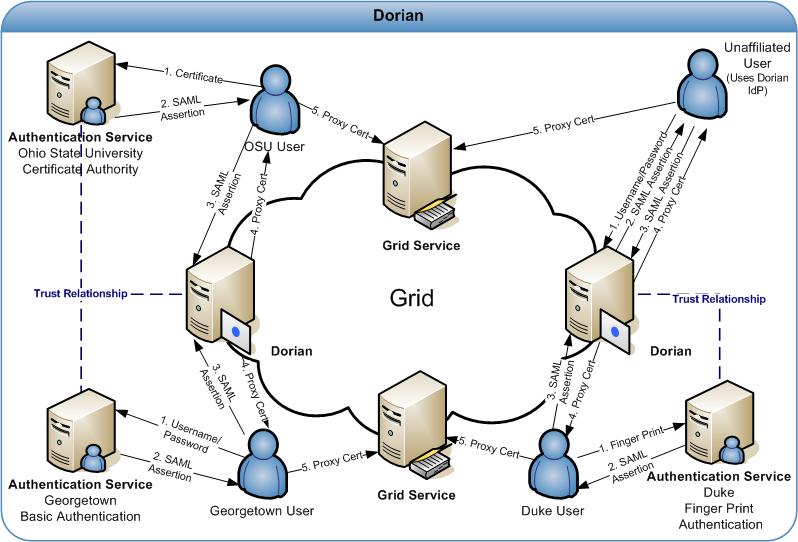 Dorian
Unaffiliated
User
(Uses Dorian
IdP)
1. Certificate
2. SAML
Assertion
Authentication Service
Ohio State University
Certificate Authority
OSU User
5. Proxy Cert
5. Proxy Cert
3. SAML
Assertion
4. Proxy Cert
1. Username/Password
2. SAML Assertion
3. SAML Assertion
4. Proxy Cert
Grid Service
Grid
Trust Relationship
Trust Relationship
Dorian
Dorian
3. SAML
Assertion
4. Proxy Cert
3. SAML
Assertion
4. Proxy Cert
1. Username/
Password
2. SAML
Assertion
5. Proxy Cert
5. Proxy Cert
1. Finger Print
2. SAML
Assertion
Authentication Service
Georgetown
Basic Authentication
Georgetown User
Grid Service
Duke User
Authentication Service
Duke
Finger Print
Authentication